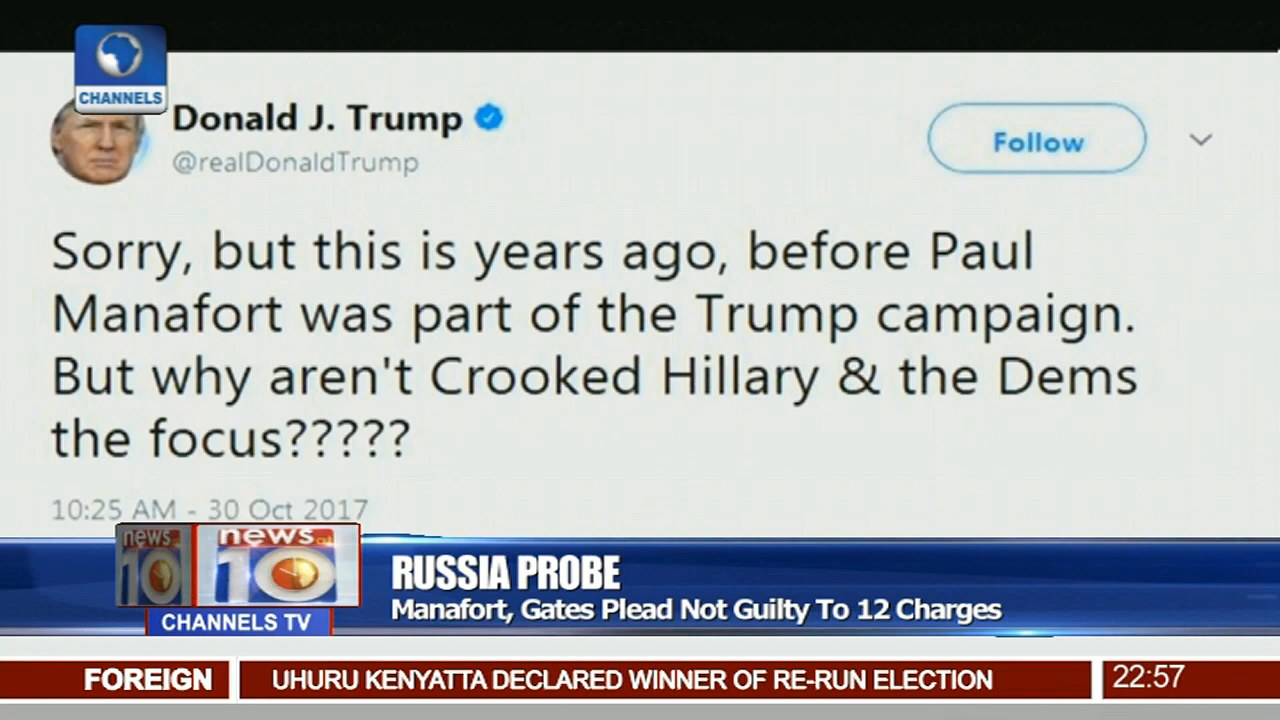 CHANNELS
Donald J. Trump
@realDonaldTrump
Follow
Sorry, but this is years ago, before Paul
Manafort was part of the Trump campaign.
But why aren't Crooked Hillary & the Dems
the focus?????
10:25 AM - 30 Oct 2017
news
10
news at
10
CHANNELS TV
RUSSIA PROBE
Manafort, Gates Plead Not Guilty To 12 Charges
FOREIGN
UHURU KENYATTA DECLARED WINNER OF RE-RUN ELECTION
22:57